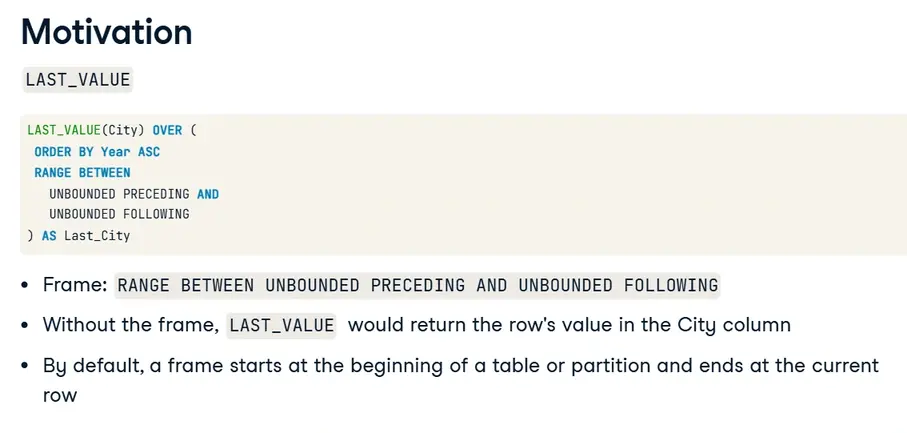 Motivation
LAST_VALUE
LAST_VALUE(City) OVER (
ORDER BY Year ASC
RANGE BETWEEN
UNBOUNDED PRECEDING AND
UNBOUNDED FOLLOWING
) AS Last_City
• Frame: RANGE BETWEEN UNBOUNDED PRECEDING AND UNBOUNDED FOLLOWING
• Without the frame, LAST_VALUE would return the row's value in the City column
• By default, a frame starts at the beginning of a table or partition and ends at the current
row